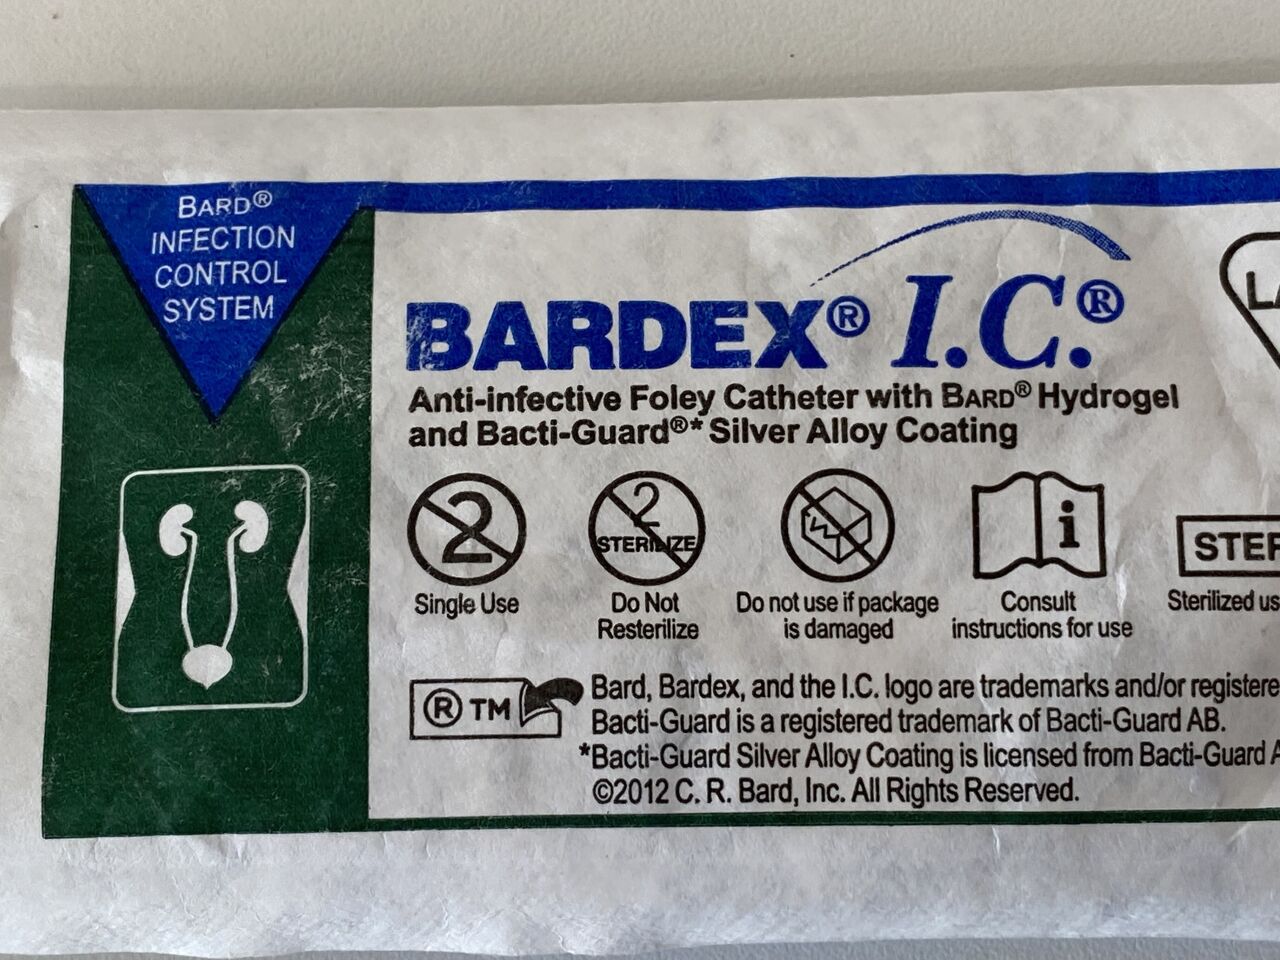 BARD®
INFECTION
CONTROL
SYSTEM
BARDEX® I.C.®
Anti-infective Foley Catheter with BARD® Hydrogel
and Bacti-Guard®* Silver Alloy Coating
2
2
STERILIZE
i
Single Use
Do Not
Resterilize
Do not use if package
is damaged
Consult
instructions for use
Sterilized
® TM
Bard, Bardex, and the I.C. logo are trademarks and/or
Bacti-Guard is a registered trademark of Bacti-Guard AB.
*Bacti-Guard Silver Alloy Coating is licensed from Bacti-Guard
©2012 C. R. Bard, Inc. All Rights Reserved.